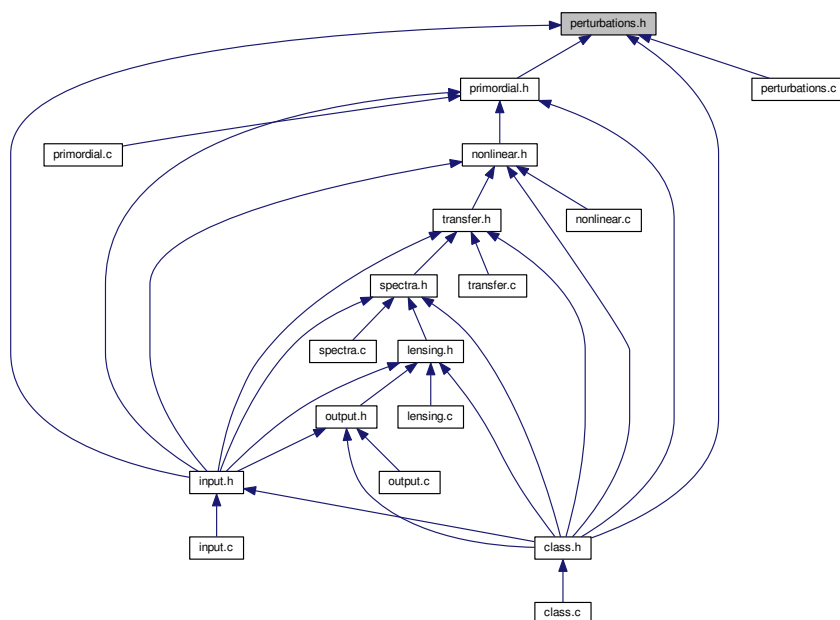 perturbations.h
primordial.h
perturbations.c
primordial.c
nonlinear.h
transfer.h
nonlinear.c
spectra.h
transfer.c
spectra.c
lensing.h
output.h
lensing.c
input.h
output.c
input.c
class.h
class.c